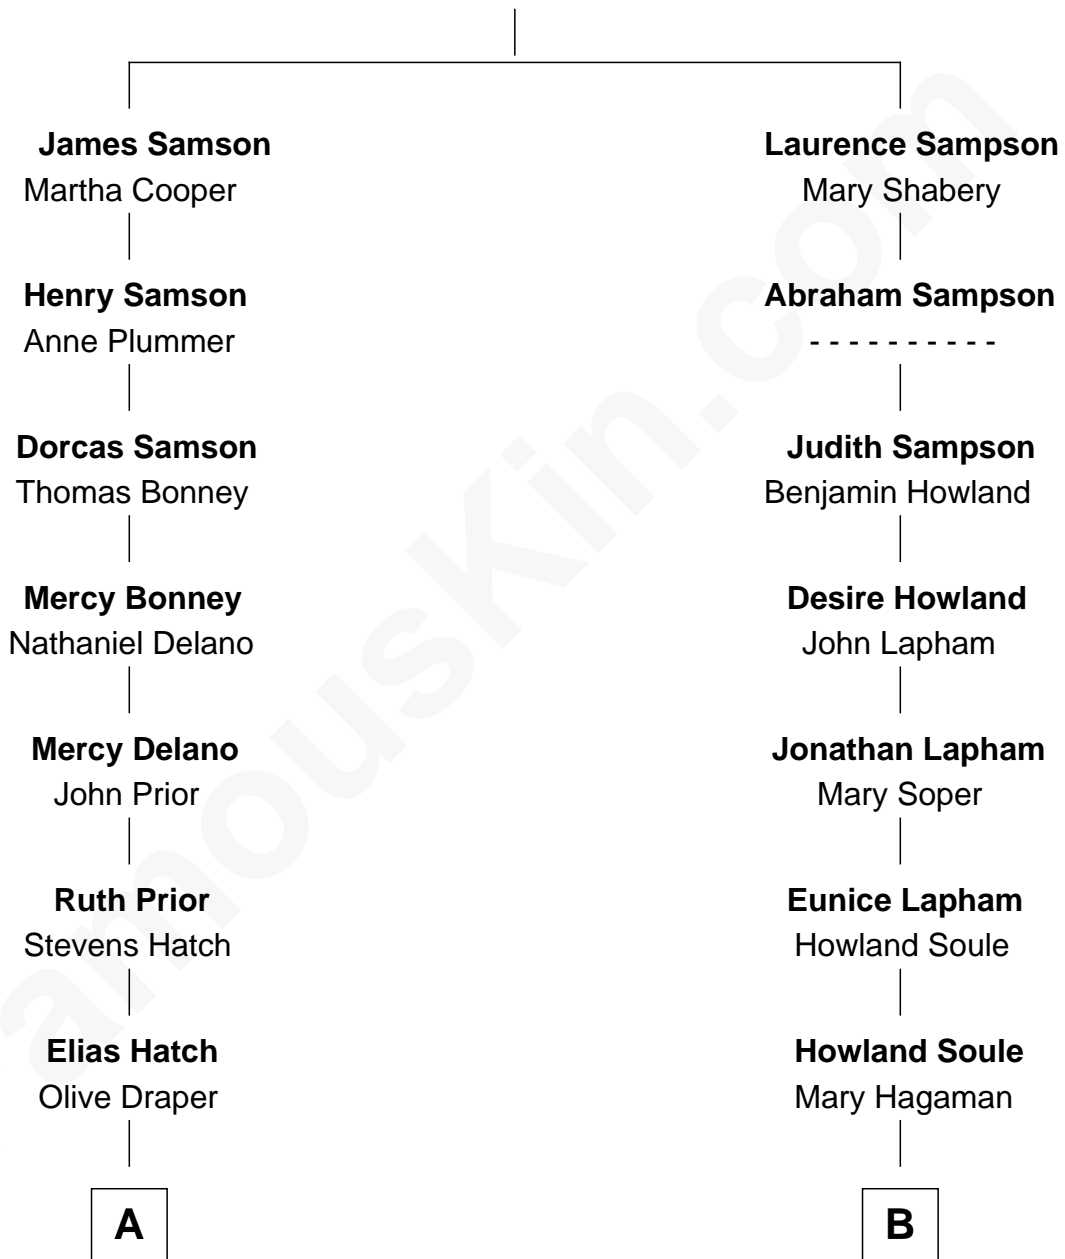 James Samson
Martha Cooper
Laurence Sampson
Mary Shabery
Henry Samson
Anne Plummer
Abraham Sampson
- - - - - - - - - -
Dorcas Samson
Thomas Bonney
Judith Sampson
Benjamin Howland
Mercy Bonney
Nathaniel Delano
Desire Howland
John Lapham
Mercy Delano
John Prior
Jonathan Lapham
Mary Soper
Ruth Prior
Stevens Hatch
Eunice Lapham
Howland Soule
Elias Hatch
Olive Draper
Howland Soule
Mary Hagaman
A
B
amouskin.com